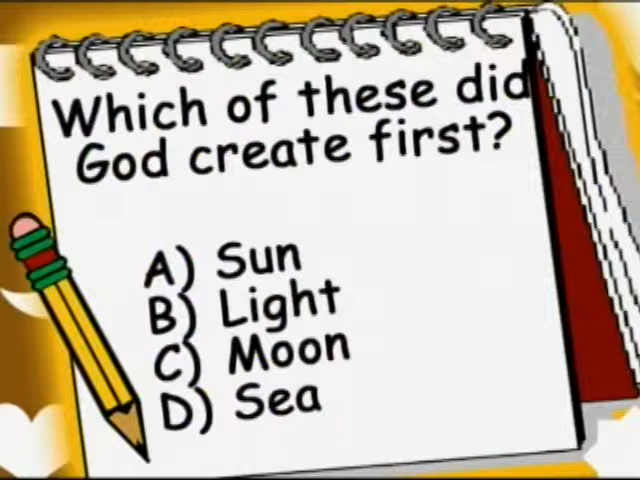 Which of these did
God create first?
A) Sun
B) Light
C) Moon
D) Sea